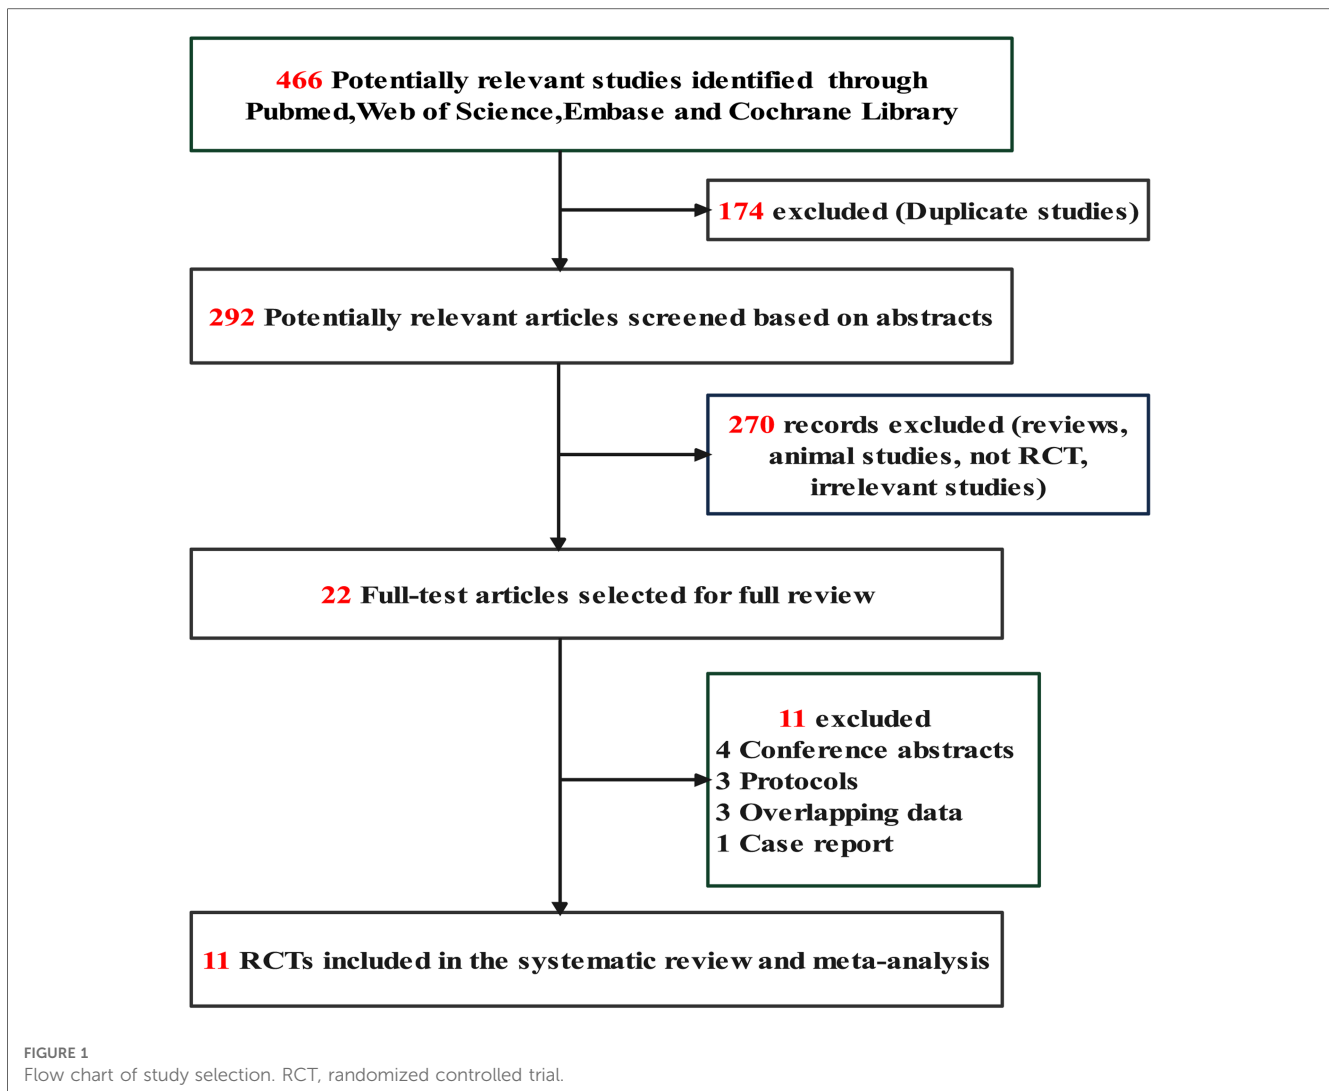 466 Potentially relevant studies identified through
Pubmed,Web of Science,Embase and Cochrane Library
174 excluded (Duplicate studies)
292 Potentially relevant articles screened based on abstracts
270 records excluded (reviews,
animal studies, not RCT,
irrelevant studies)
22 Full-test articles selected for full review
11 excluded
4 Conference abstracts
3 Protocols
3 Overlapping data
1 Case report
11 RCTs included in the systematic review and meta-analysis
FIGURE 1
Flow chart of study selection. RCT, randomized controlled trial.